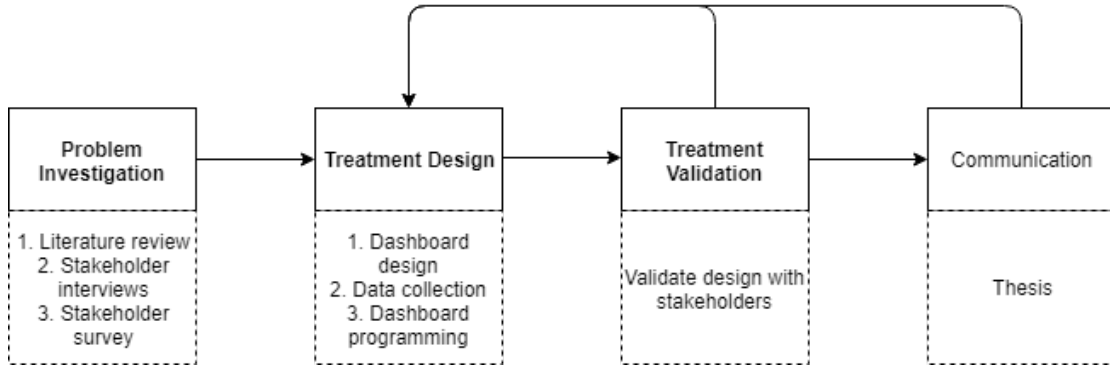 Problem
Investigation
Treatment Design
Treatment
Validation
Communication
1. Literature review
2. Stakeholder
interviews
3. Stakeholder
survey
1. Dashboard
design
2. Data collection
3. Dashboard
programming
Validate design with
stakeholders
Thesis